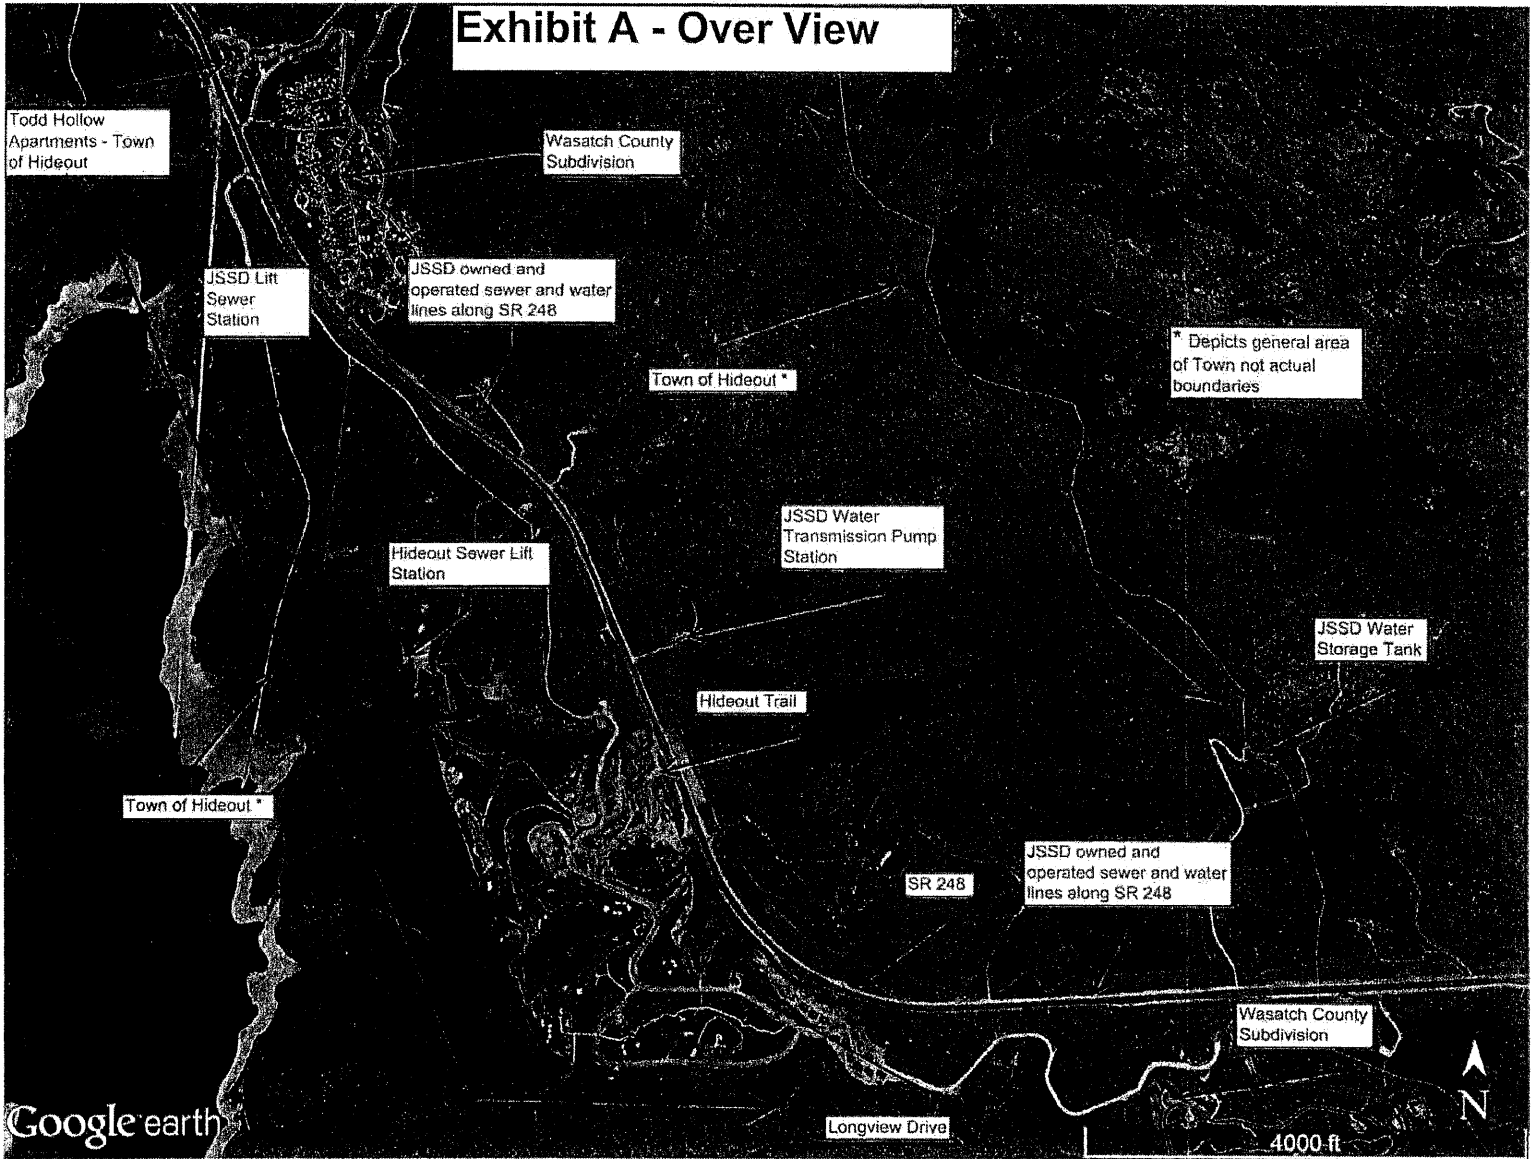 Exhibit A - Over View
Todd Hollow
Apartments - Town
of Hideout
Wasatch County
Subdivision
JSSD Lift
Sewer
Station
JSSD owned and
operated sewer and water
lines along SR 248
Town of Hideout *
* Depicts general area
of Town not actual
boundaries
JSSD Water
Transmission Pump
Station
Hideout Sewer Lift
Station
JSSD Water
Storage Tank
Hideout Trail
Town of Hideout *
JSSD owned and
operated sewer and water
lines along SR 248
SR 248
Wasatch County
Subdivision
N
Google earth
Longview Drive
4000 ft